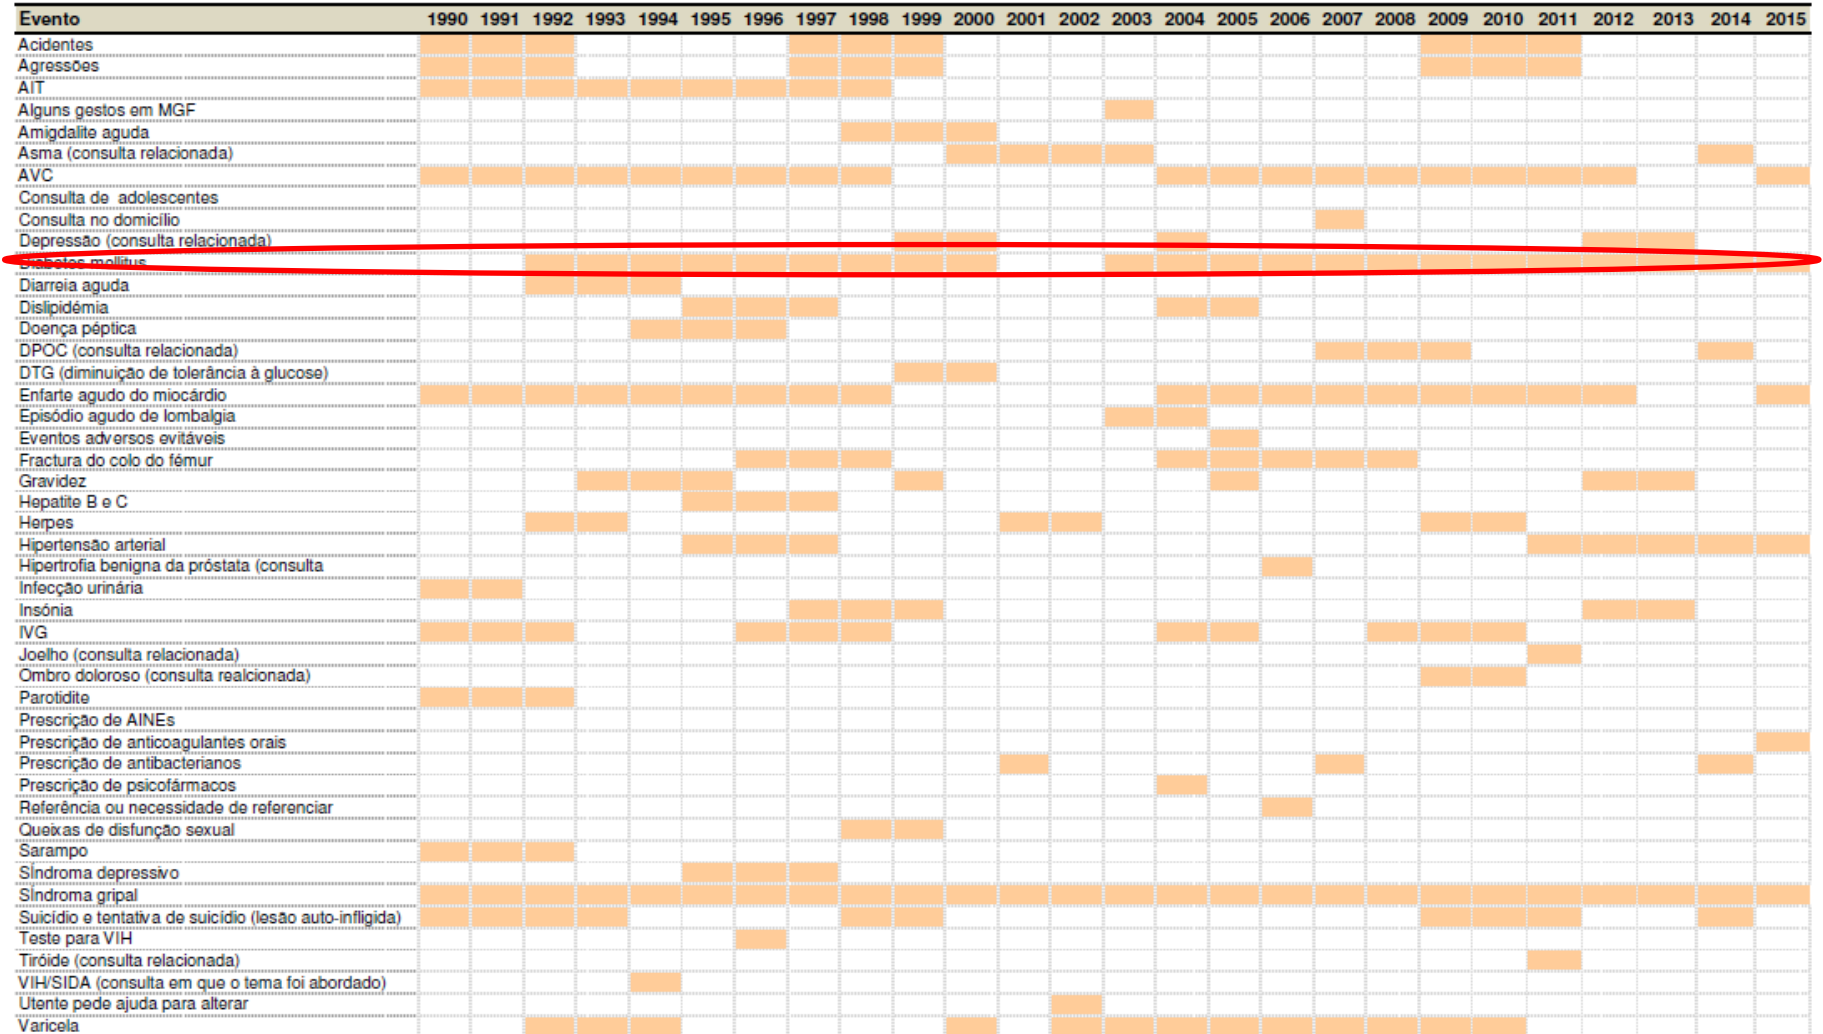 Evento 1990 1991 1992 1993 1994 1995 1996 1997 1998 1999 2000 2001 2002 2003 2004 2005 2006 2007 2008 2009 2010 2011 2012 2013 2014 2015
Acidentes
Agressões
AIT
Alguns gestos em MGF
Amigdalite aguda
Asma (consulta relacionada)
AVC
Consulta de adolescentes
Consulta no domicílio
Depressão (consulta relacionada)
Diabetes mellitus
Diarreia aguda
Dislipidémia
Doença péptica
DPOC (consulta relacionada)
DTG (diminuição de tolerância à glucose)
Enfarte agudo do miocárdio
Episódio agudo de lombalgia
Eventos adversos evitáveis
Fractura do colo do fémur
Gravidez
Hepatite B e C
Herpes
Hipertensão arterial
Hipertrofia benigna da próstata (consulta
Infecção urinária
Insónia
IVG
Joelho (consulta relacionada)
Ombro doloroso (consulta realcionada)
Parotidite
Prescrição de AINEs
Prescrição de anticoagulantes orais
Prescrição de antibacterianos
Prescrição de psicofármacos
Referência ou necessidade de referenciar
Queixas de disfunção sexual
Sarampo
Síndroma depressivo
Síndroma gripal
Suicídio e tentativa de suicídio (lesão auto-infligida)
Teste para VIH
Tiróide (consulta relacionada)
VIH/SIDA (consulta em que o tema foi abordado)
Utente pede ajuda para alterar
Varicela